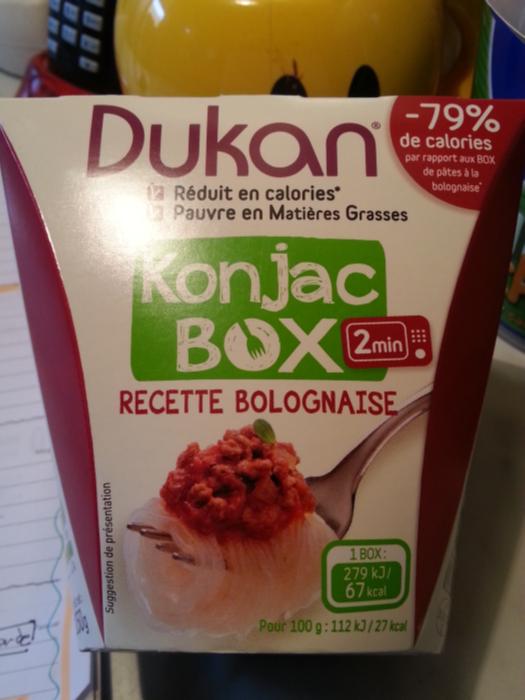 Dukan®
-79%
de calories
par rapport aux BOX
de pâtes à la
bolognaise*
Réduit en calories*
Pauvre en Matières Grasses
Konjac
BOX
2min
RECETTE BOLOGNAISE
Suggestion de présentation
1 BOX:
279 kJ/
67 kcal
Pour 100 g : 112 kJ / 27 kcal